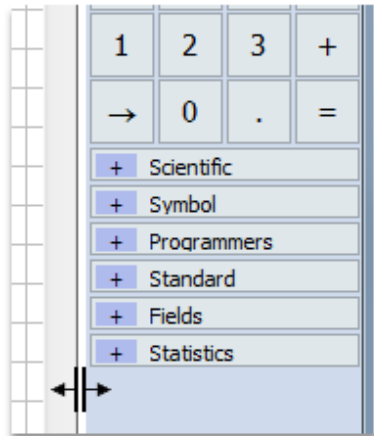 1 2 3 +
→ 0 . =
+ Scientific
+ Symbol
+ Programmers
+ Standard
+ Fields
+ Statistics